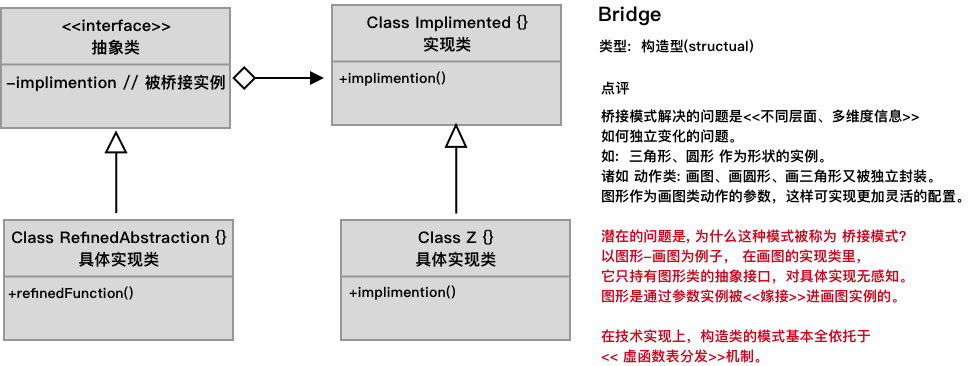 <<interface>>
抽象类
-implimention // 被桥接实例
Class Implimented {}
实现类
+implimention()
Class RefinedAbstraction {}
具体实现类
+refinedFunction()
Class Z {}
具体实现类
+implimention()
Bridge
类型：构造型(structual)
点评
桥接模式解决的问题是<<不同层面、多维度信息>>
如何独立变化的问题。
如：三角形、圆形 作为形状的实例。
诸如 动作类: 画图、画圆形、画三角形又被独立封装。
图形作为画图类动作的参数，这样可实现更加灵活的配置。
潜在的问题是, 为什么这种模式被称为 桥接模式?
以图形-画图为例子， 在画图的实现类里，
它只持有图形类的抽象接口，对具体实现无感知。
图形是通过参数实例被<<嫁接>>进画图实例的。
在技术实现上，构造类的模式基本全依托于
<< 虚函数表分发>>机制。